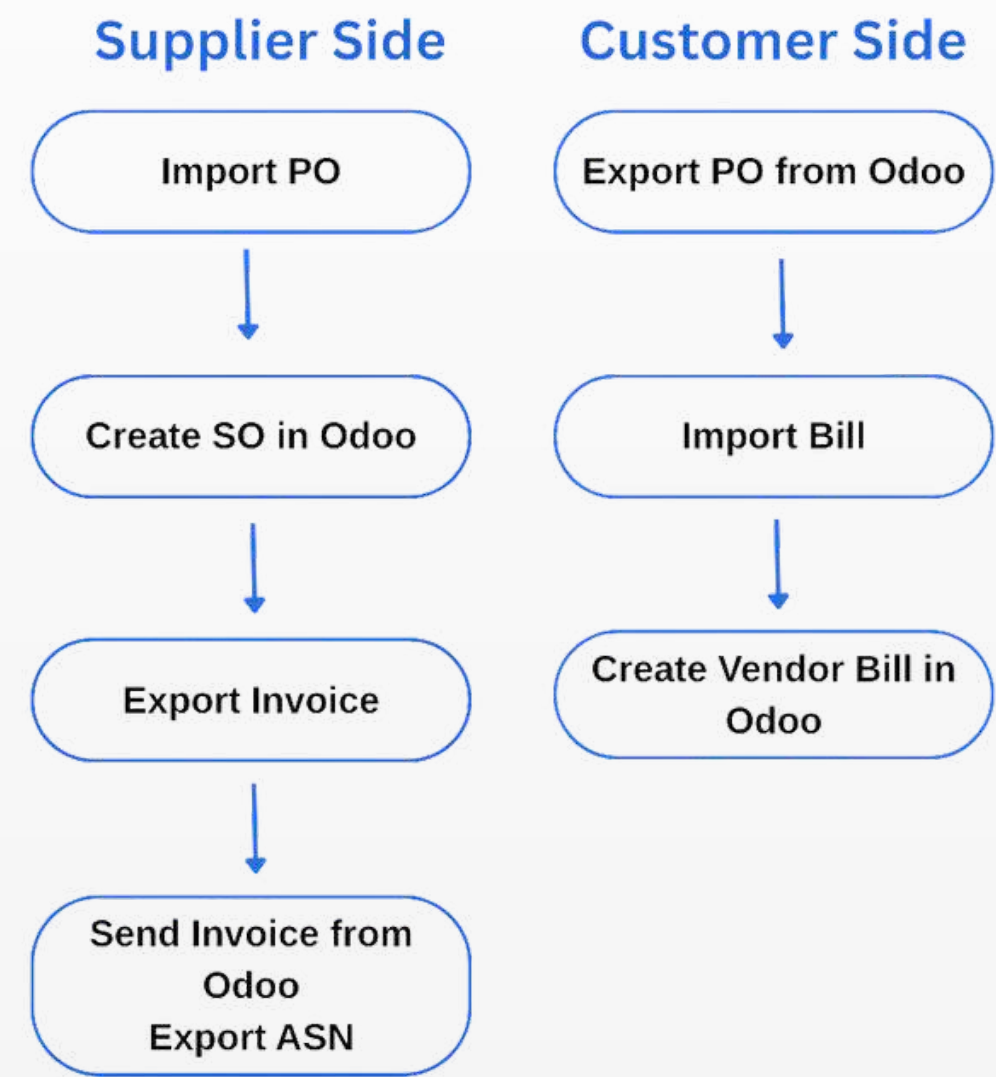 Supplier Side
Import PO
Create SO in Odoo
Export Invoice
Send Invoice from
Odoo
Export ASN
Customer Side
Export PO from Odoo
Import Bill
Create Vendor Bill in
Odoo